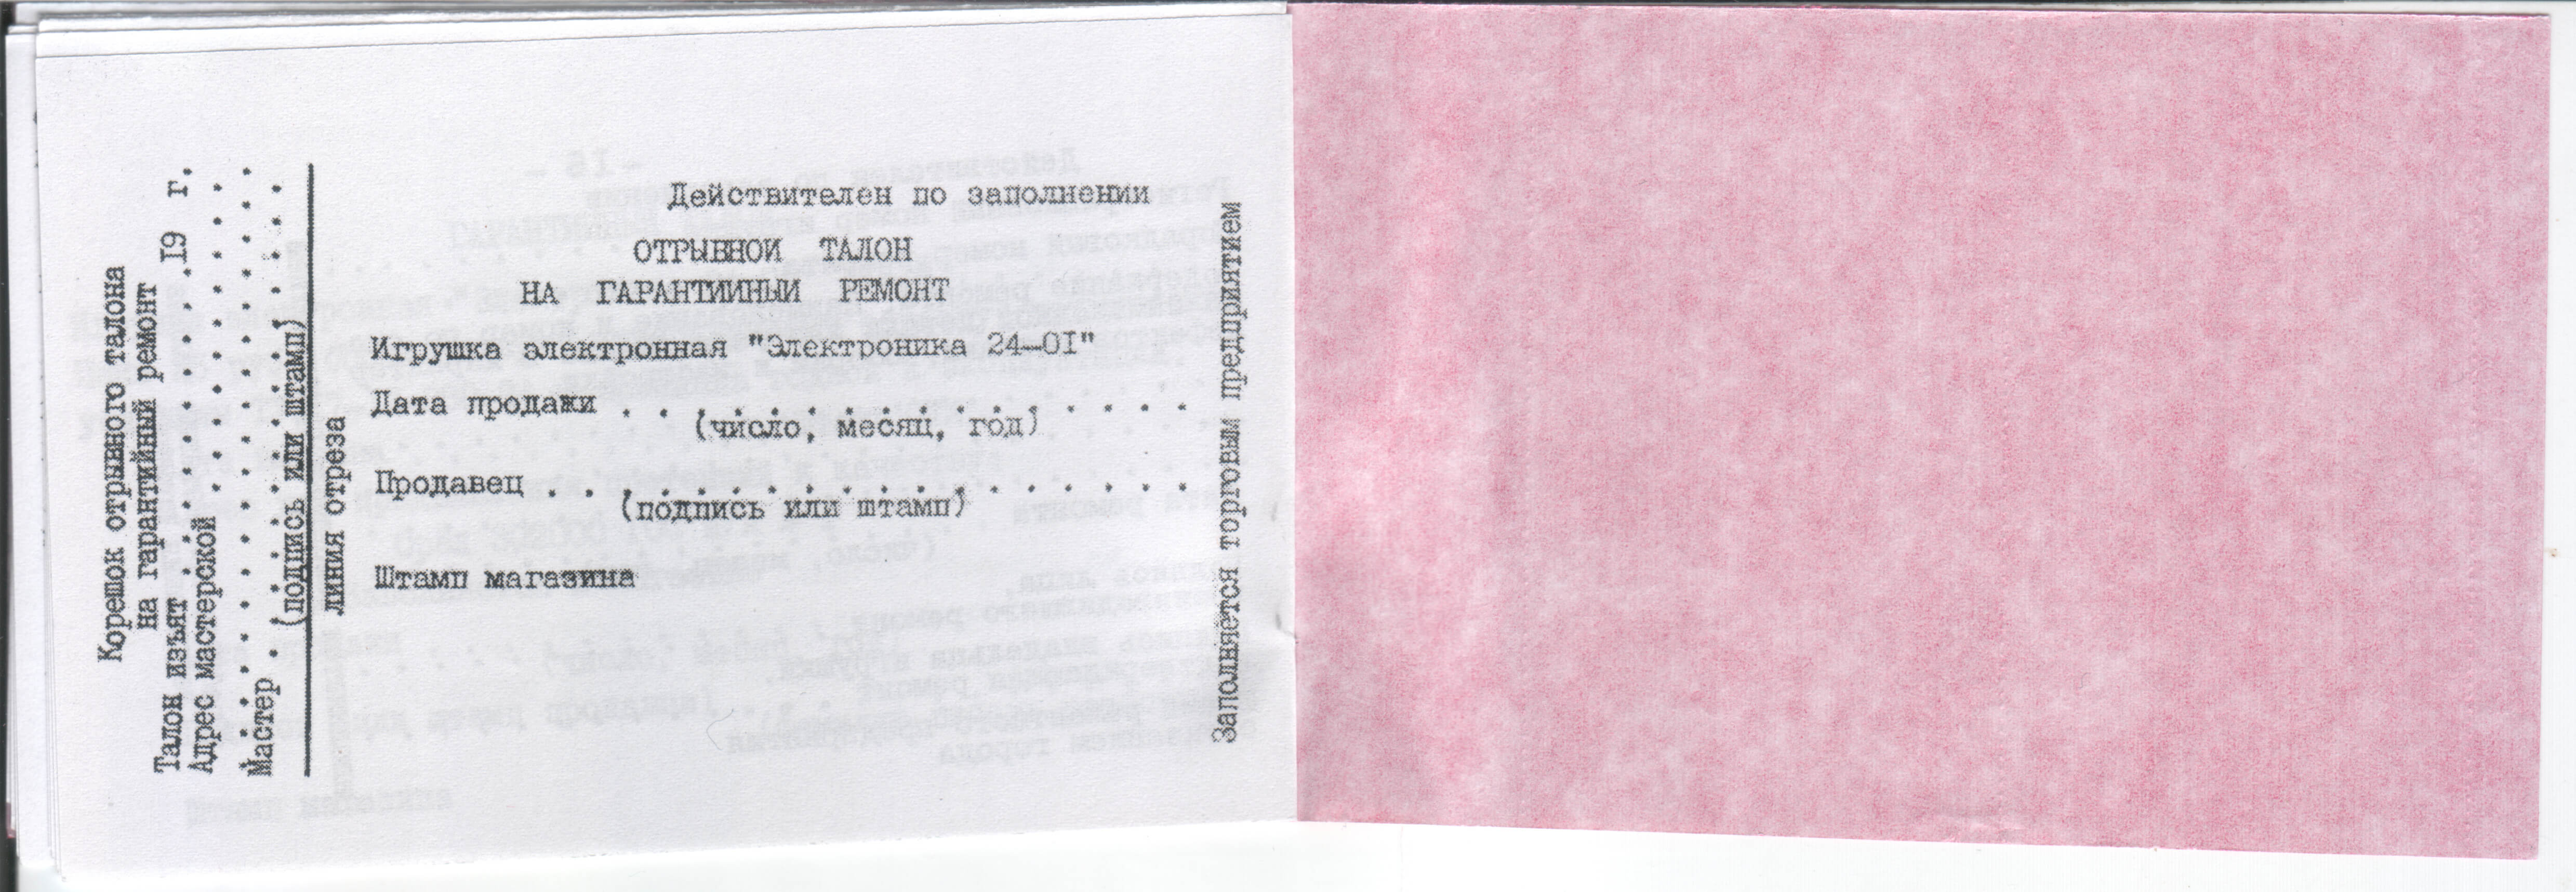 Корешок отрывного талона
на гарантийный ремонт
Талон изъят . . . . . . . . . . . . . 19 г.
Адрес мастерской . . . . . . . . . . . .
. . . . . . . . . . . . . . . . . . . . .
Мастер . . . . . . . . . . . . . . . . .
(подпись или штамп)
линия отреза
Действителен по заполнении
ОТРЫВНОЙ ТАЛОН
НА ГАРАНТИЙНЫЙ РЕМОНТ
Игрушка электронная "Электроника 24-01"
Дата продажи . . . . . . . . . . . . . . . .
(число, месяц, год)
Продавец . . . . . . . . . . . . . . . . . .
(подпись или штамп)
Штамп магазина
Заполняется торговым предприятием